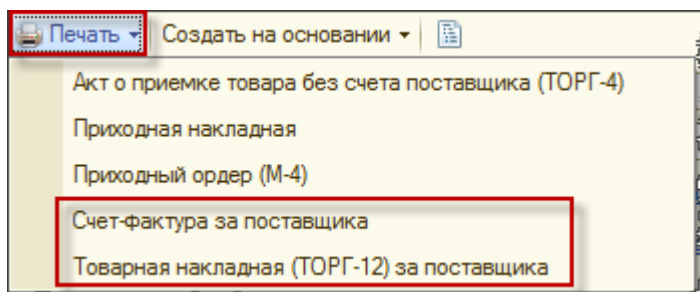 Печать Создать на основании
Акт о приемке товара без счета поставщика (ТОРГ-4)
Приходная накладная
Приходный ордер (М-4)
Счет-фактура за поставщика
Товарная накладная (ТОРГ-12) за поставщика